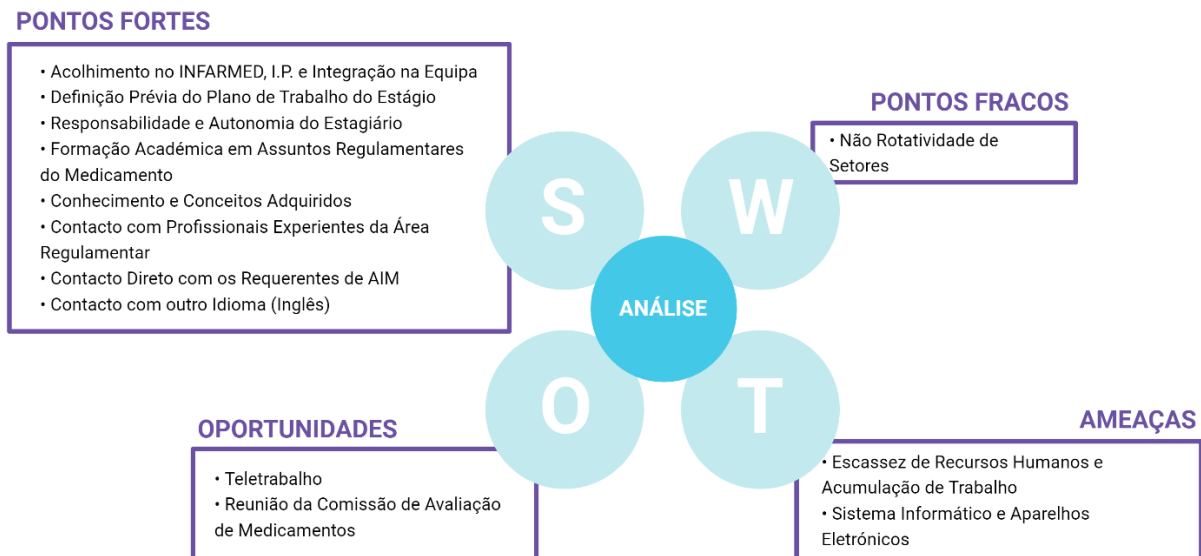 PONTOS FORTES
• Acolhimento no INFARMED, I.P. e Integração na Equipa
• Definição Prévia do Plano de Trabalho do Estágio
• Responsabilidade e Autonomia do Estagiário
• Formação Académica em Assuntos Regulamentares
do Medicamento
• Conhecimento e Conceitos Adquiridos
• Contacto com Profissionais Experientes da Área
Regulamentar
• Contacto Direto com os Requerentes de AIM
• Contacto com outro Idioma (Inglês)
PONTOS FRACOS
• Não Rotatividade de
Setores
S
W
ANÁLISE
O
T
OPORTUNIDADES
• Teletrabalho
• Reunião da Comissão de Avaliação
de Medicamentos
AMEAÇAS
• Escassez de Recursos Humanos e
Acumulação de Trabalho
• Sistema Informático e Aparelhos
Eletrónicos